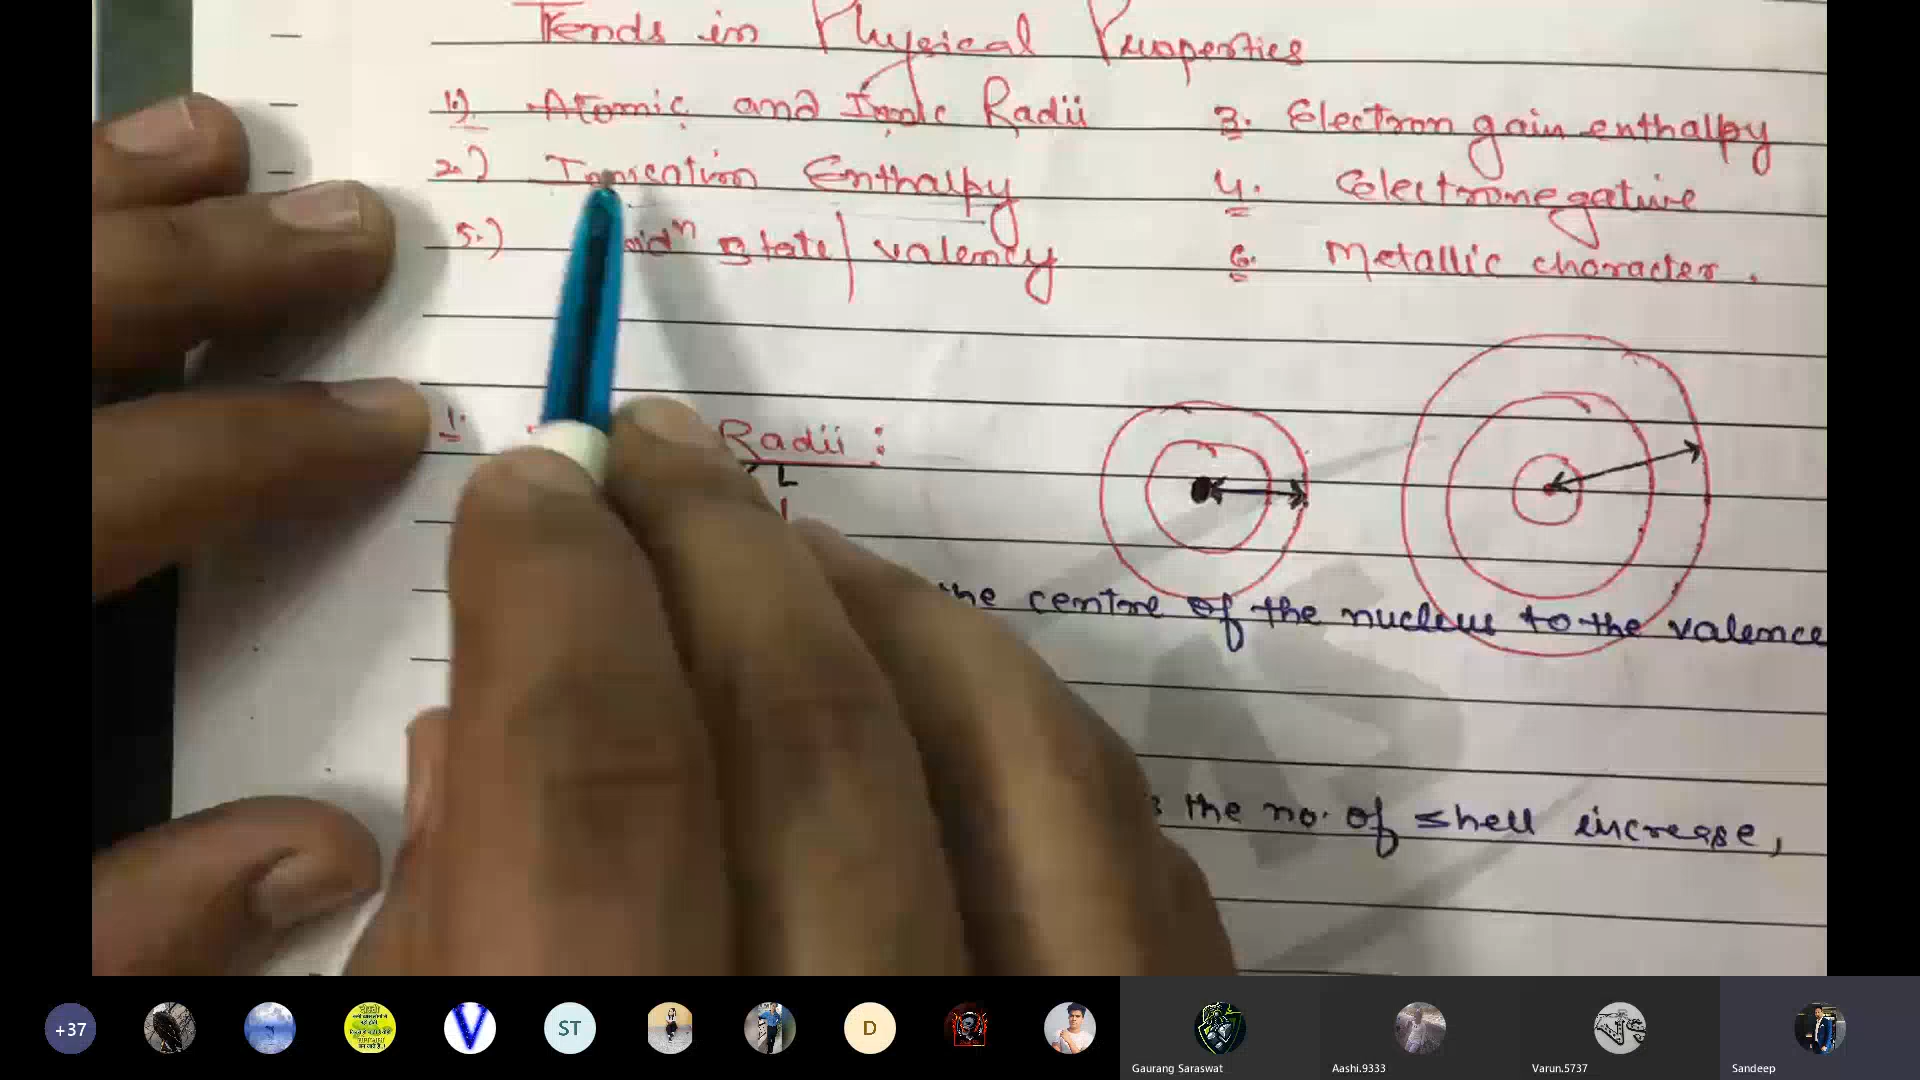 Trends in Physical Properties
1.) Atomic and Ionic Radii
3. Electron gain enthalpy
2.) Ionisation Enthalpy
4. Electronegative
5.) oidⁿ state/valency
6. Metallic character.
1. Radii :
L
the centre of the nucleus to the valence
the no. of shell increase,
+37
V
ST
D
Gaurang Saraswat
Aashi.9333
Varun.5737
Sandeep